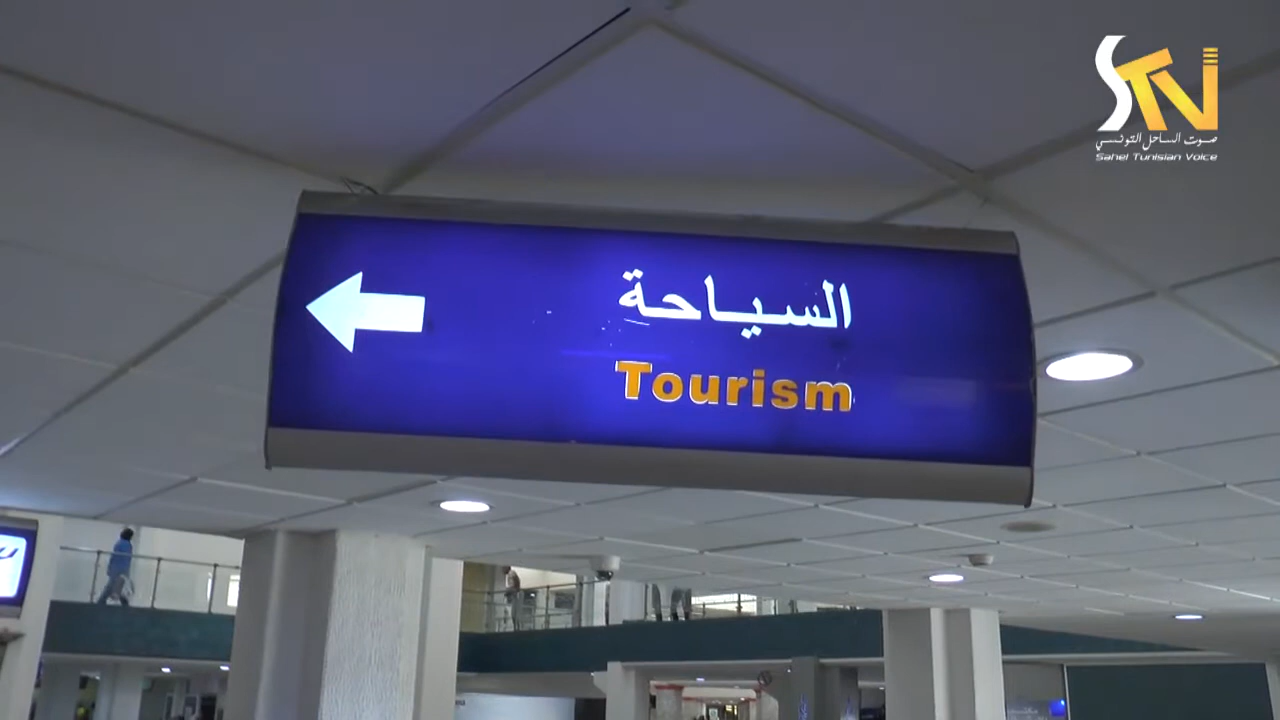 السياحة
Tourism
STV
صوت الساحل التونسي
Sahel Tunisian Voice